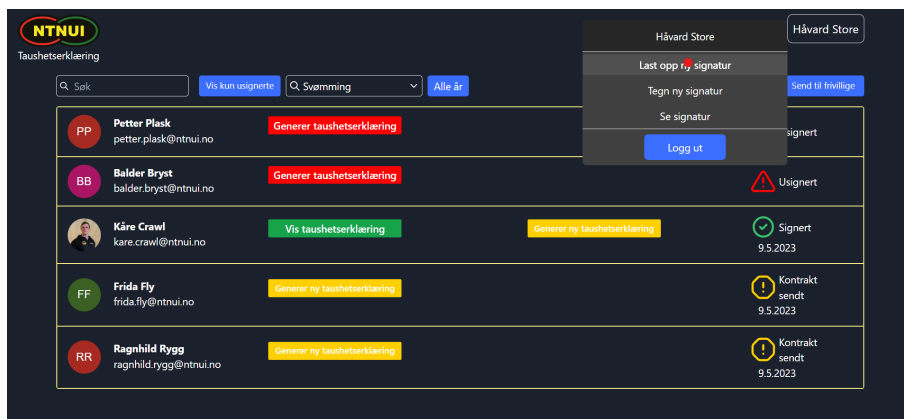 NTNUI
Taushetserklæring
Håvard Store
Håvard Store
Last opp ny signatur
Tegn ny signatur
Se signatur
Logg ut
Søk
Vis kun usignerte
Svømming
Alle år
Send til frivillige
PP
Petter Plask
petter.plask@ntnui.no
Generer taushetserklæring
signert
BB
Balder Bryst
balder.bryst@ntnui.no
Generer taushetserklæring
Usignert
Kåre Crawl
kare.crawl@ntnui.no
Vis taushetserklæring
Generer ny taushetserklæring
Signert
9.5.2023
FF
Frida Fly
frida.fly@ntnui.no
Generer ny taushetserklæring
Kontrakt
sendt
9.5.2023
RR
Ragnhild Rygg
ragnhild.rygg@ntnui.no
Generer ny taushetserklæring
Kontrakt
sendt
9.5.2023